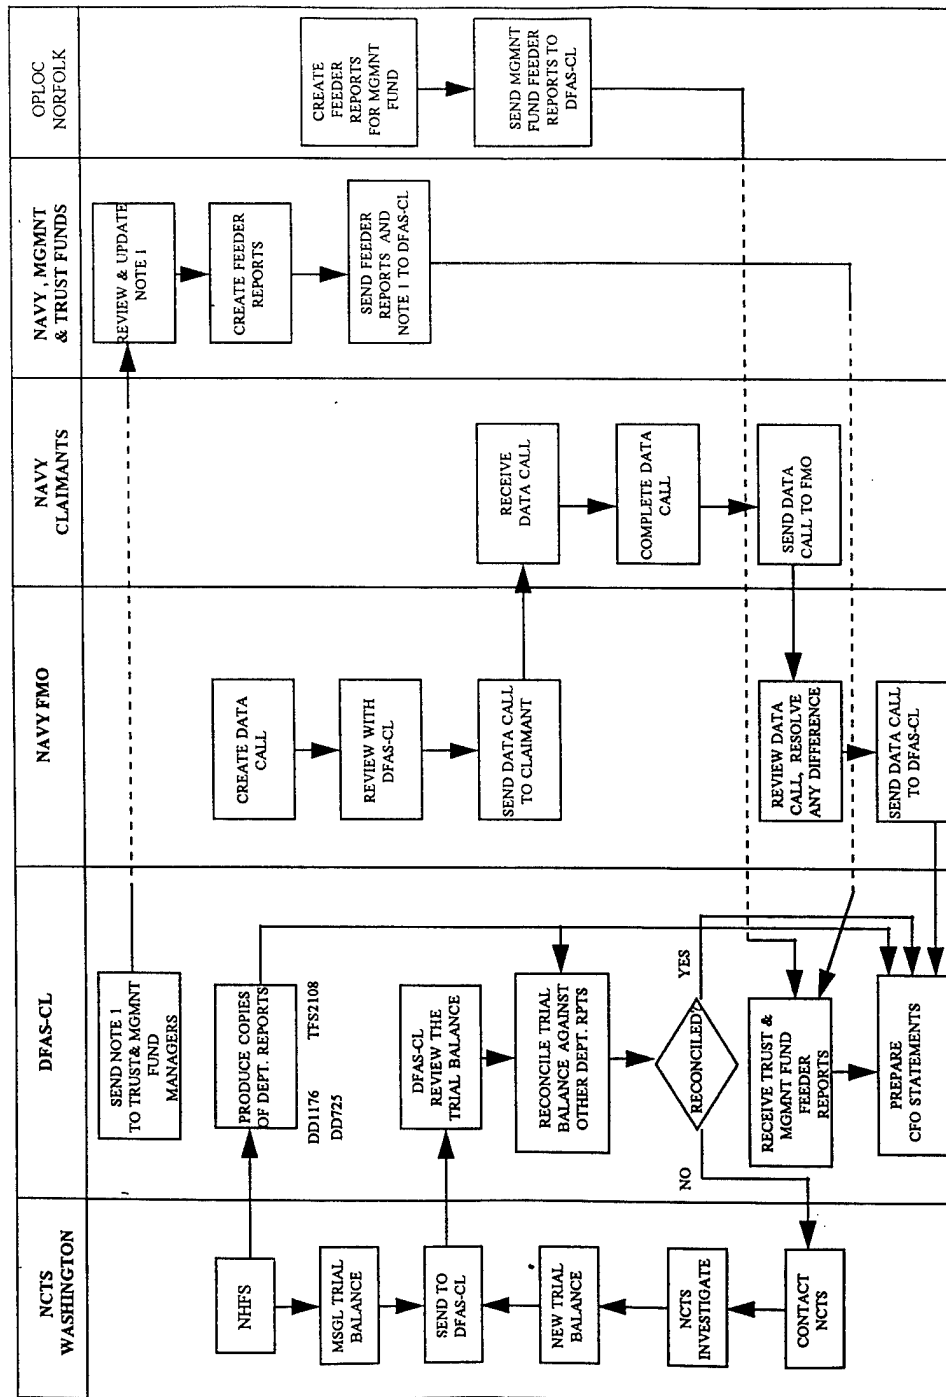 NCTS
WASHINGTON
DFAS-CL
NAVY FMO
NAVY
CLAIMANTS
NAVY , MGMNT
& TRUST FUNDS
OPLOC
NORFOLK
NHFS
MSGL TRIAL
BALANCE
SEND TO
DFAS-CL
NEW TRIAL
BALANCE
NCTS
INVESTIGATE
CONTACT
NCTS
SEND NOTE 1
TO TRUST& MGMNT
FUND
MANAGERS
PRODUCE COPIES
OF DEPT. REPORTS
DD1176 TFS2108
DD725
DFAS-CL
REVIEW THE
TRIAL BALANCE
RECONCILE TRIAL
BALANCE AGAINST
OTHER DEPT. RPTS
RECONCILED?
NO
YES
RECEIVE TRUST &
MGMNT FUND
FEEDER
REPORTS
PREPARE
CFO STATEMENTS
CREATE DATA
CALL
REVIEW WITH
DFAS-CL
SEND DATA CALL
TO CLAIMANT
REVIEW DATA
CALL, RESOLVE
ANY DIFFERENCE
SEND DATA CALL
TO DFAS-CL
RECEIVE
DATA CALL
COMPLETE DATA
CALL
SEND DATA
CALL TO FMO
REVIEW & UPDATE
NOTE 1
CREATE FEEDER
REPORTS
SEND FEEDER
REPORTS AND
NOTE 1 TO DFAS-CL
CREATE
FEEDER
REPORTS
FOR MGMNT
FUND
SEND MGMNT
FUND FEEDER
REPORTS TO
DFAS-CL